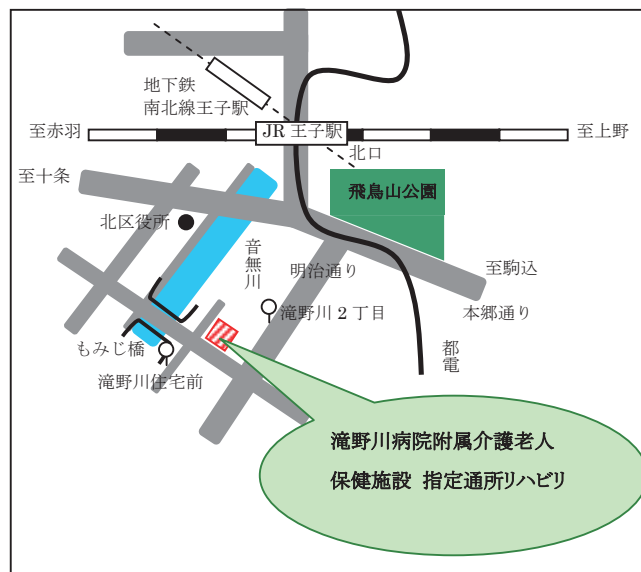 地下鉄
南北線王子駅
至赤羽
JR 王子駅
至上野
北口
至十条
飛鳥山公園
北区役所
音無川
明治通り
至駒込
本郷通り
滝野川 2 丁目
もみじ橋
都電
滝野川住宅前
滝野川病院附属介護老人
保健施設 指定通所リハビリ